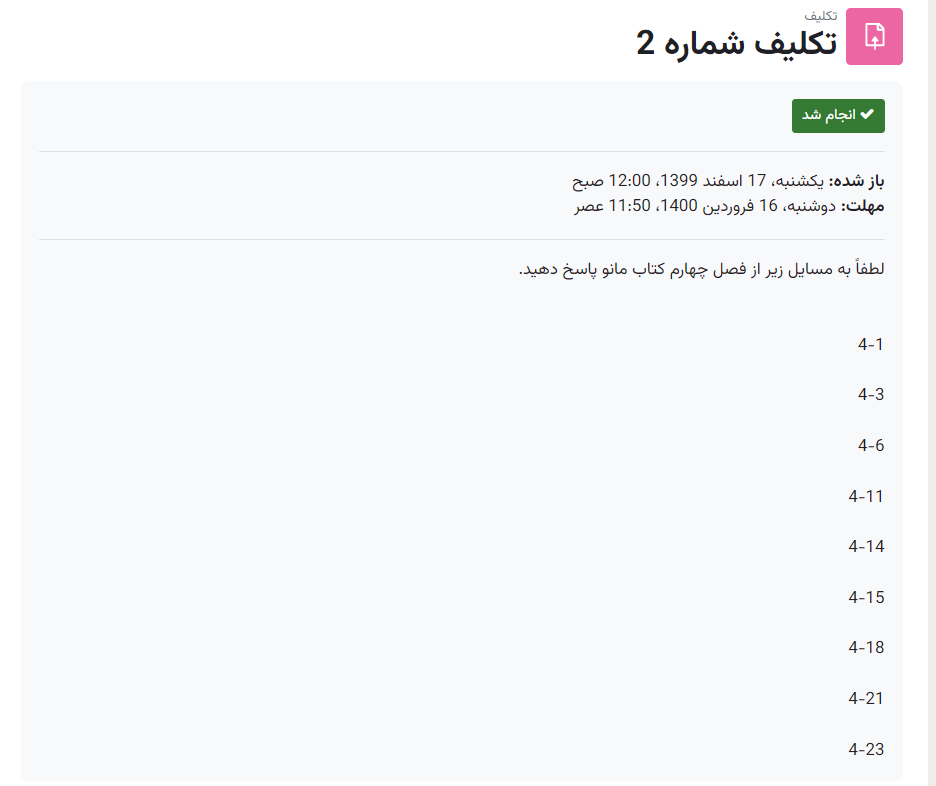 تکلیف
تکلیف شماره 2
انجام شد
باز شده: یکشنبه، 17 اسفند 1399، 12:00 صبح
مهلت: دوشنبه، 16 فروردین 1400، 11:50 عصر
لطفاً به مسایل زیر از فصل چهارم کتاب مانو پاسخ دهید.
4-1
4-3
4-6
4-11
4-14
4-15
4-18
4-21
4-23